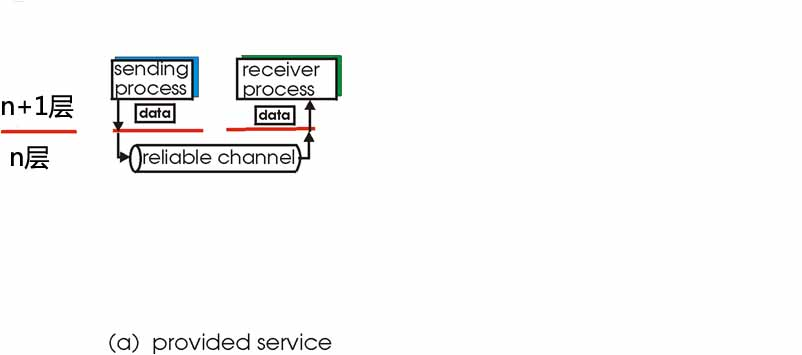 sending
process
receiver
process
data
data
n+1层
n层
reliable channel
(a) provided service